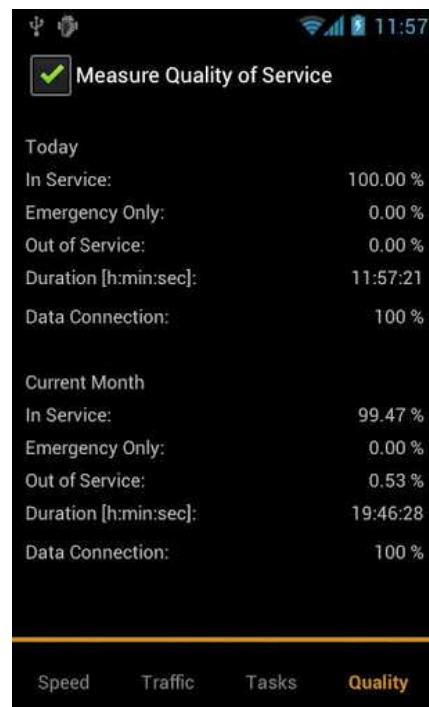 11:57
Measure Quality of Service
Today
In Service: 100.00 %
Emergency Only: 0.00 %
Out of Service: 0.00 %
Duration [h:min:sec]: 11:57:21
Data Connection: 100 %
Current Month
In Service: 99.47 %
Emergency Only: 0.00 %
Out of Service: 0.53 %
Duration [h:min:sec]: 19:46:28
Data Connection: 100 %
Speed Traffic Tasks Quality